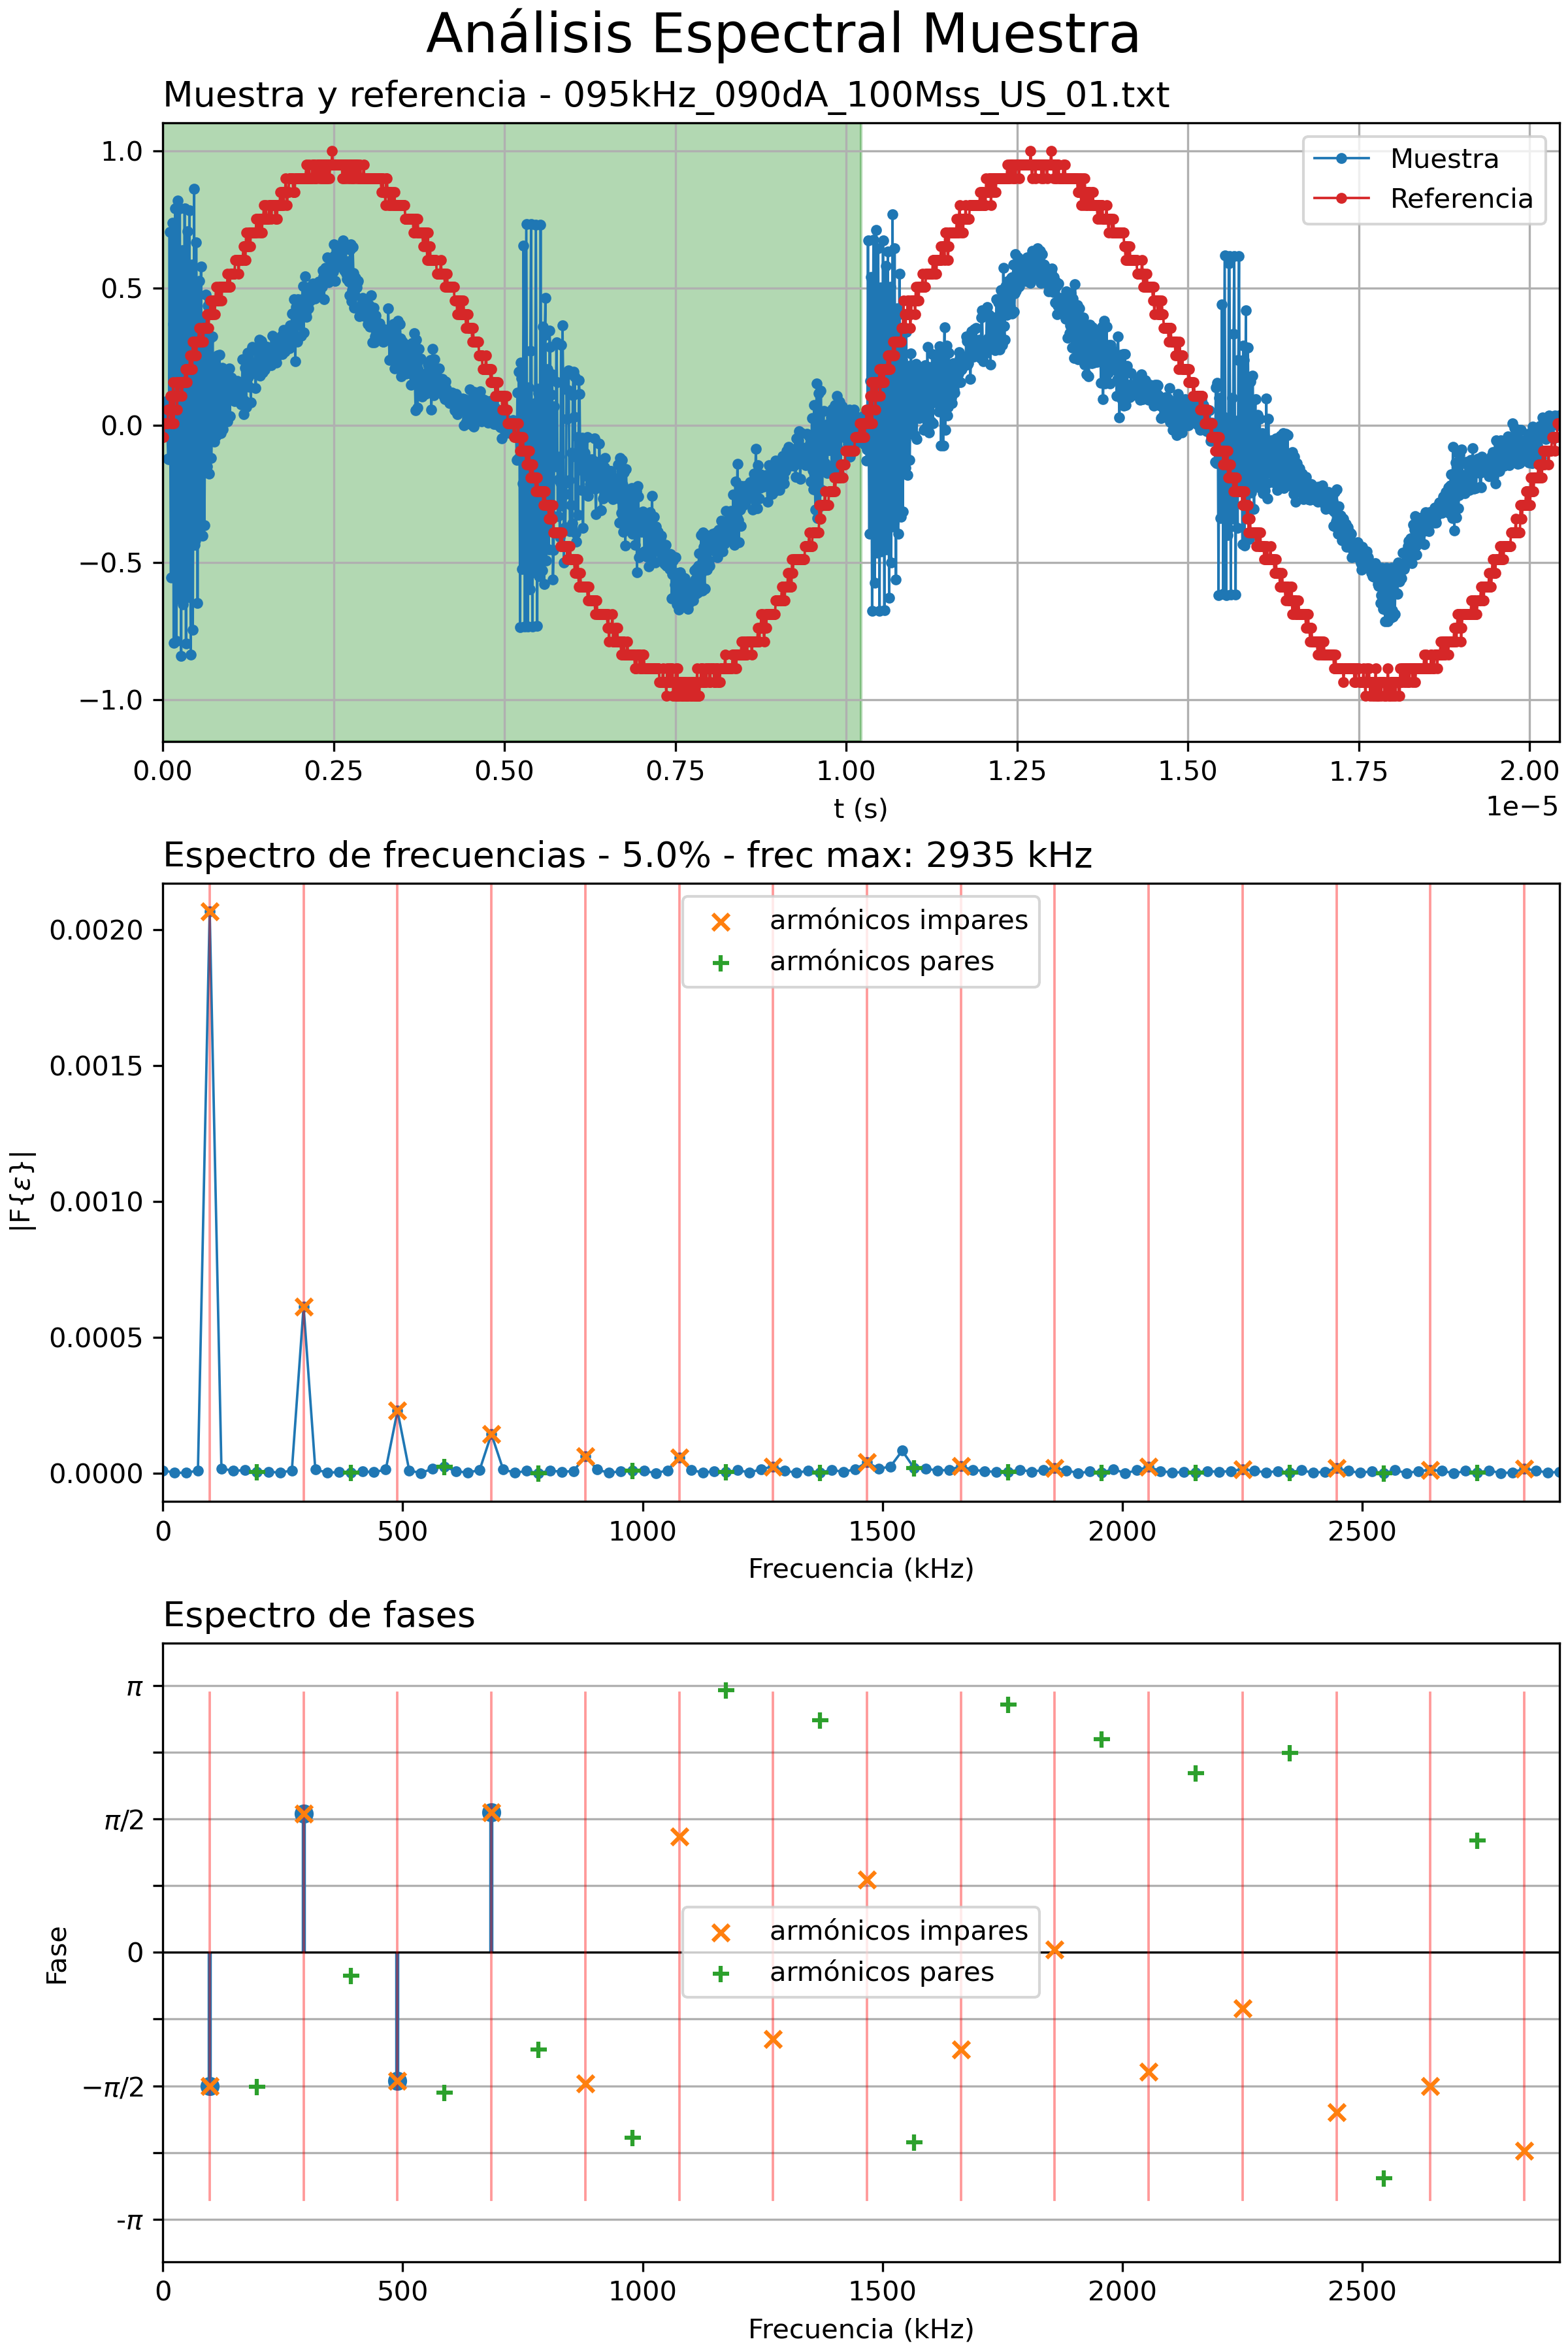 Análisis Espectral Muestra
Muestra y referencia - 095kHz_090dA_100Mss_US_01.txt
1.0
0.5
0.0
−0.5
−1.0
Muestra
Referencia
0.00 0.25 0.50 0.75 1.00 1.25 1.50 1.75 2.00
t (s)
1e−5
Espectro de frecuencias - 5.0% - frec max: 2935 kHz
|F{ε}|
0.0020
0.0015
0.0010
0.0005
0.0000
armónicos impares
armónicos pares
0 500 1000 1500 2000 2500
Frecuencia (kHz)
Espectro de fases
Fase
π
π/2
0
−π/2
-π
armónicos impares
armónicos pares
0 500 1000 1500 2000 2500
Frecuencia (kHz)